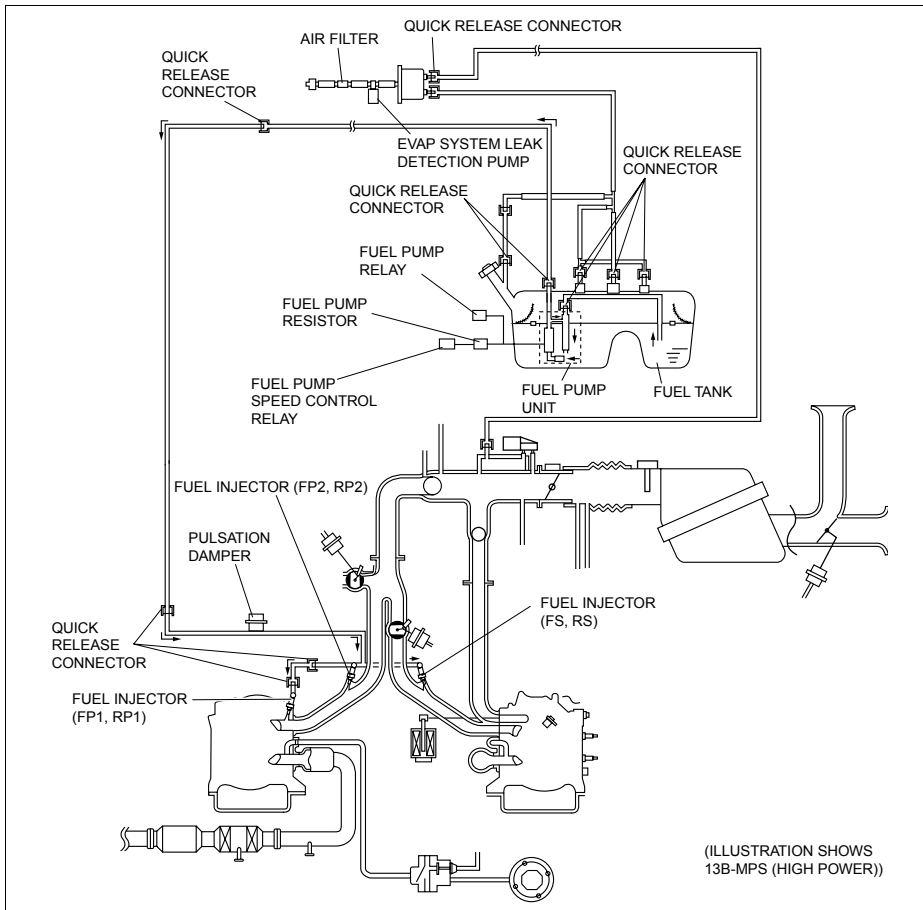 QUICK RELEASE CONNECTOR
AIR FILTER
QUICK
RELEASE
CONNECTOR
EVAP SYSTEM LEAK
DETECTION PUMP
QUICK RELEASE
CONNECTOR
QUICK RELEASE
CONNECTOR
FUEL PUMP
RELAY
FUEL PUMP
RESISTOR
FUEL PUMP
SPEED CONTROL
RELAY
FUEL PUMP
UNIT
FUEL TANK
FUEL INJECTOR (FP2, RP2)
PULSATION
DAMPER
FUEL INJECTOR
(FS, RS)
QUICK
RELEASE
CONNECTOR
FUEL INJECTOR
(FP1, RP1)
(ILLUSTRATION SHOWS
13B-MPS (HIGH POWER))